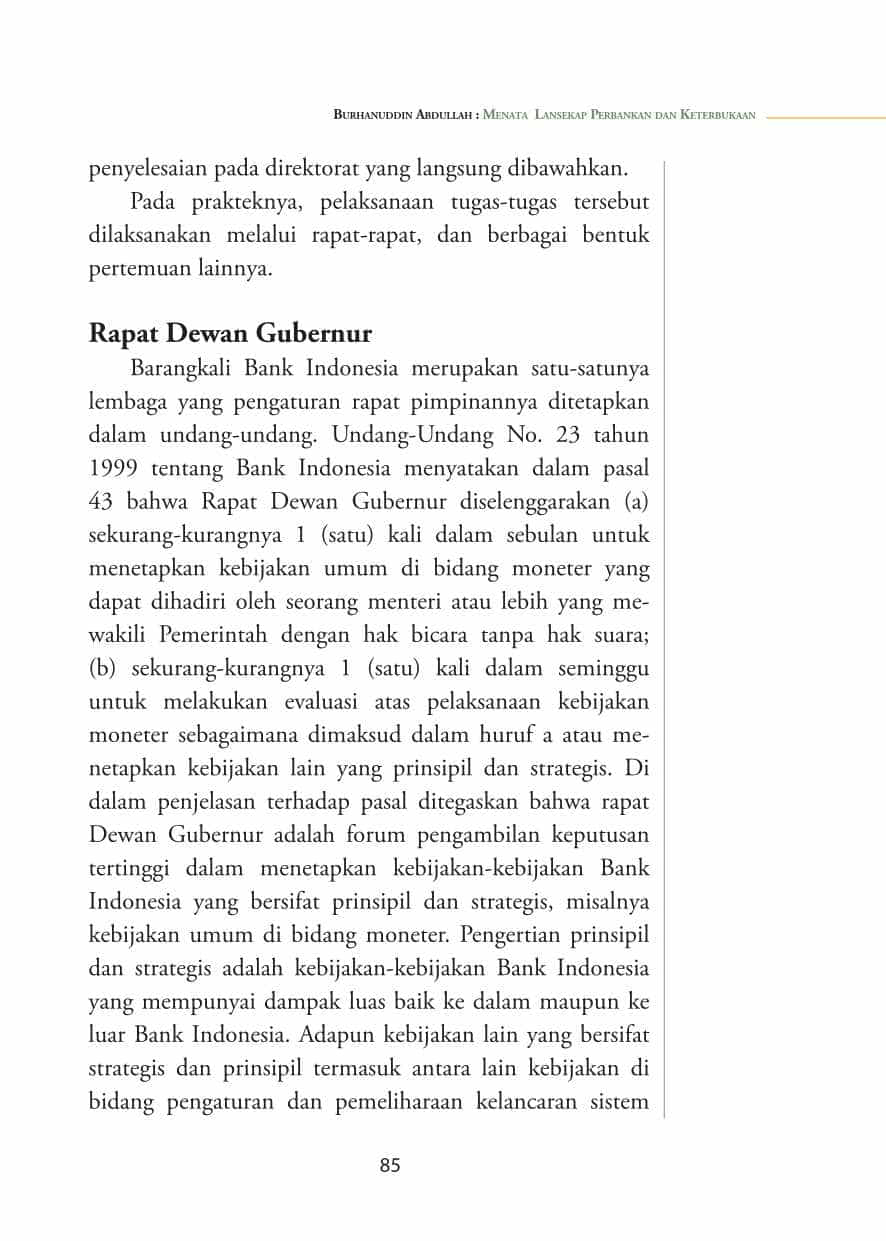 Burhanuddin Abdullah : Menata Lansekap Perbankan dan Keterbukaan
penyelesaian pada direktorat yang langsung dibawahkan.
Pada prakteknya, pelaksanaan tugas-tugas tersebut
dilaksanakan melalui rapat-rapat, dan berbagai bentuk
pertemuan lainnya.
Rapat Dewan Gubernur
Barangkali Bank Indonesia merupakan satu-satunya
lembaga yang pengaturan rapat pimpinannya ditetapkan
dalam undang-undang. Undang-Undang No. 23 tahun
1999 tentang Bank Indonesia menyatakan dalam pasal
43 bahwa Rapat Dewan Gubernur diselenggarakan (a)
sekurang-kurangnya 1 (satu) kali dalam sebulan untuk
menetapkan kebijakan umum di bidang moneter yang
dapat dihadiri oleh seorang menteri atau lebih yang me-
wakili Pemerintah dengan hak bicara tanpa hak suara;
(b) sekurang-kurangnya 1 (satu) kali dalam seminggu
untuk melakukan evaluasi atas pelaksanaan kebijakan
moneter sebagaimana dimaksud dalam huruf a atau me-
netapkan kebijakan lain yang prinsipil dan strategis. Di
dalam penjelasan terhadap pasal ditegaskan bahwa rapat
Dewan Gubernur adalah forum pengambilan keputusan
tertinggi dalam menetapkan kebijakan-kebijakan Bank
Indonesia yang bersifat prinsipil dan strategis, misalnya
kebijakan umum di bidang moneter. Pengertian prinsipil
dan strategis adalah kebijakan-kebijakan Bank Indonesia
yang mempunyai dampak luas baik ke dalam maupun ke
luar Bank Indonesia. Adapun kebijakan lain yang bersifat
strategis dan prinsipil termasuk antara lain kebijakan di
bidang pengaturan dan pemeliharaan kelancaran sistem
85